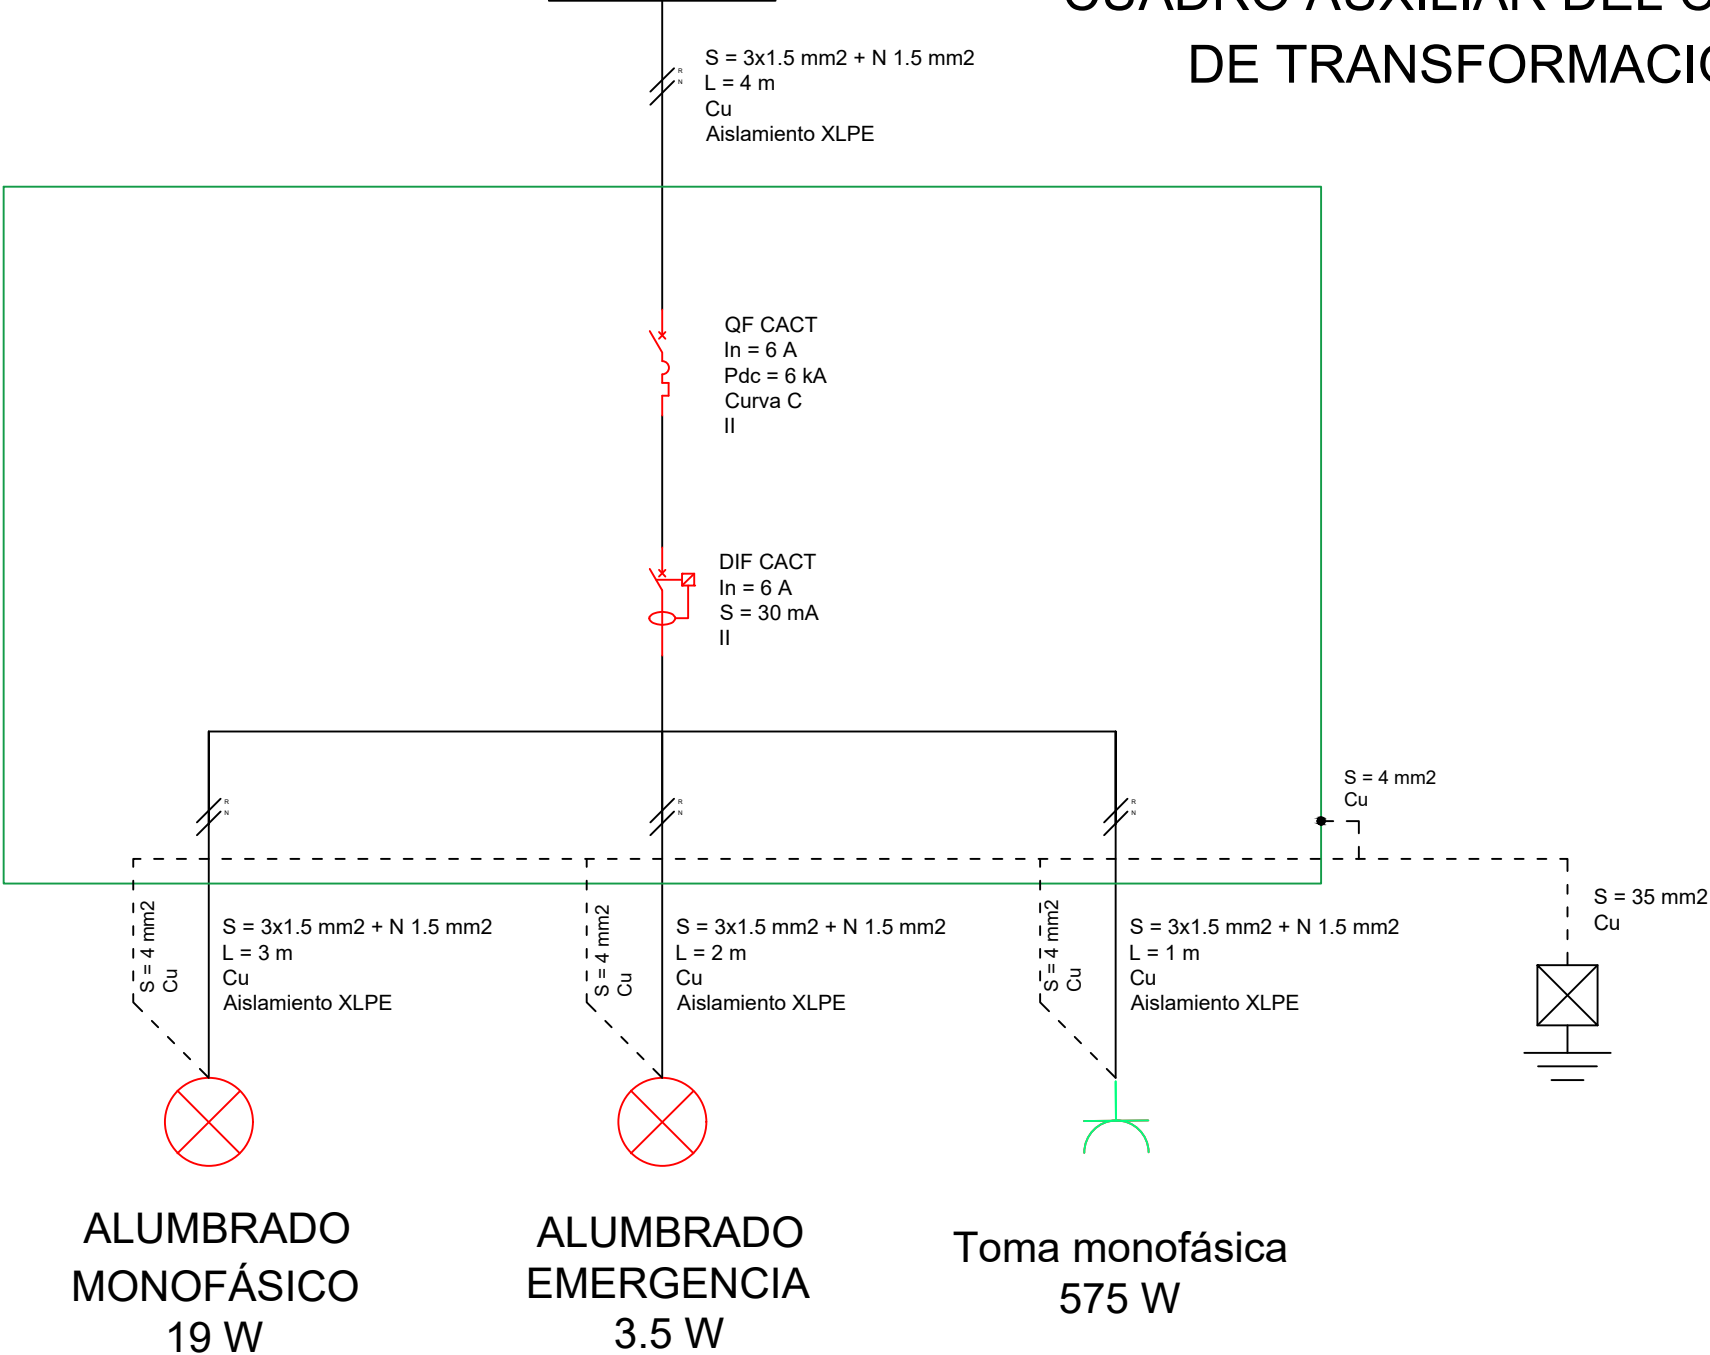 CUADRO AUXILIAR DEL
DE TRANSFORMACIÓ
S = 3x1.5 mm2 + N 1.5 mm2
L = 4 m
Cu
Aislamiento XLPE
R
N
QF CACT
In = 6 A
Pdc = 6 kA
Curva C
II
DIF CACT
In = 6 A
S = 30 mA
II
R
N
R
N
R
N
S = 4 mm2
Cu
S = 35 mm2
Cu
S = 4 mm2
Cu
S = 3x1.5 mm2 + N 1.5 mm2
L = 3 m
Cu
Aislamiento XLPE
S = 4 mm2
Cu
S = 3x1.5 mm2 + N 1.5 mm2
L = 2 m
Cu
Aislamiento XLPE
S = 4 mm2
Cu
S = 3x1.5 mm2 + N 1.5 mm2
L = 1 m
Cu
Aislamiento XLPE
ALUMBRADO
MONOFÁSICO
19 W
ALUMBRADO
EMERGENCIA
3.5 W
Toma monofásica
575 W